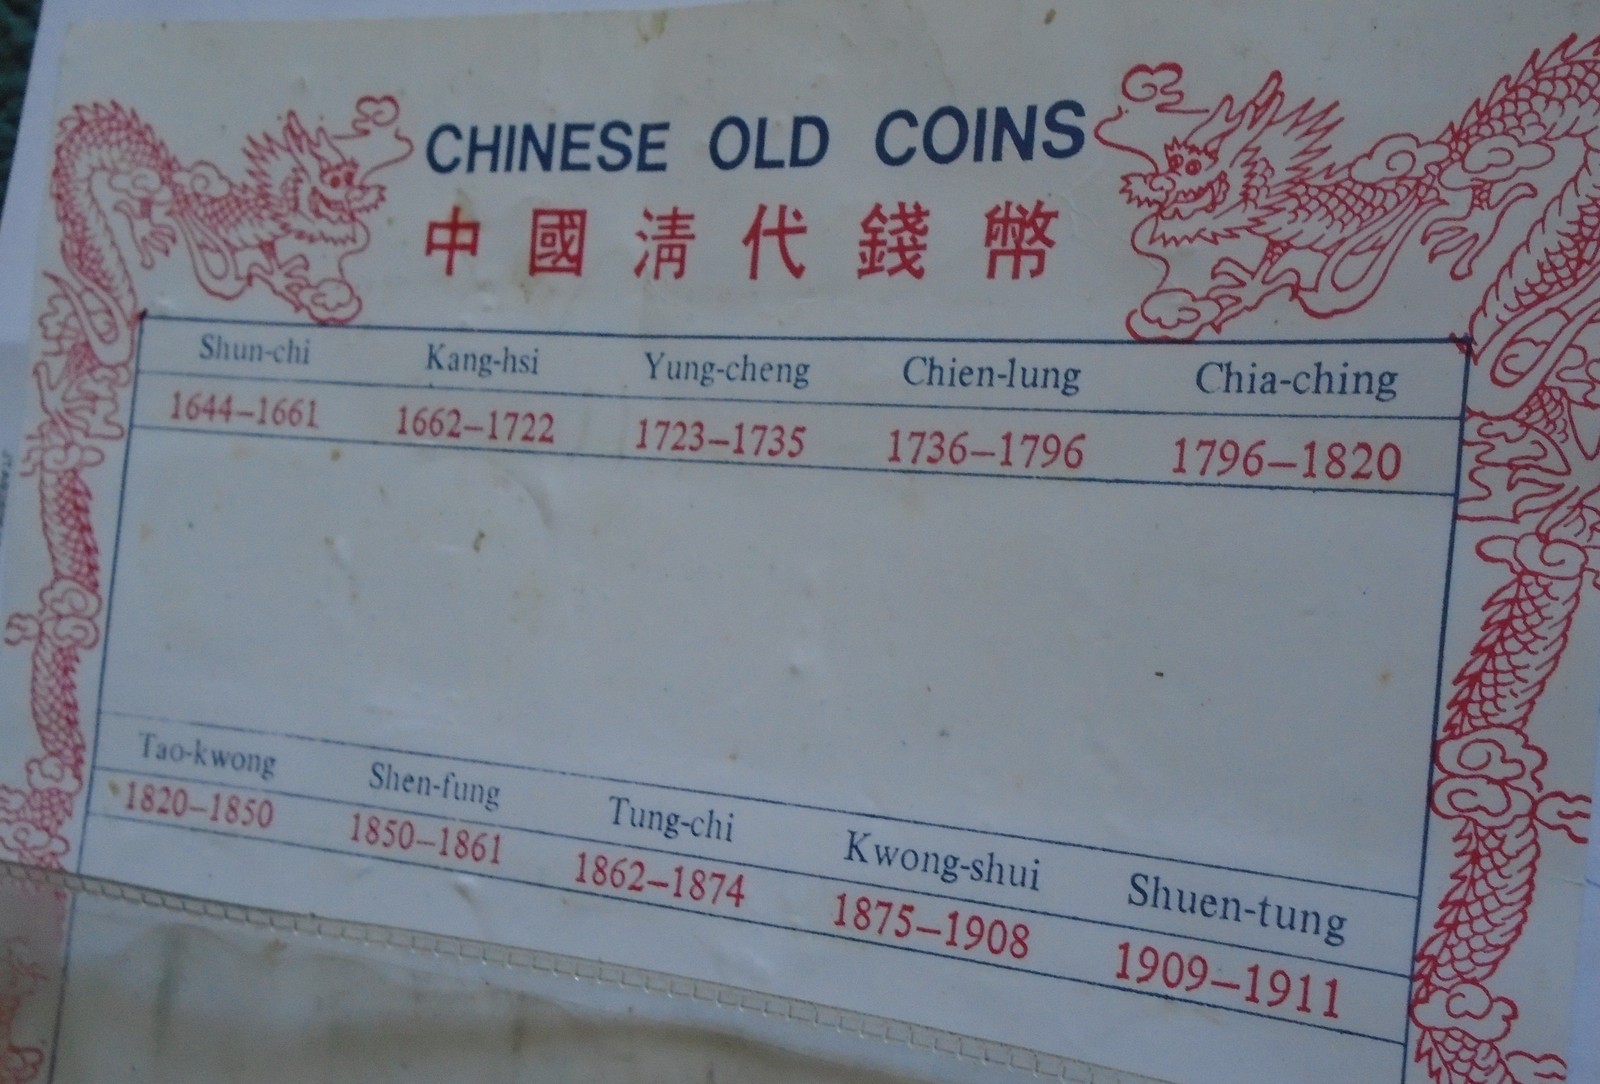 CHINESE OLD COINS
中國清代錢幣
Shun-chi Kang-hsi Yung-cheng Chien-lung Chia-ching
1644–1661 1662–1722 1723–1735 1736–1796 1796–1820
Tao-kwong Shen-fung Tung-chi Kwong-shui Shuen-tung
1820–1850 1850–1861 1862–1874 1875–1908 1909–1911